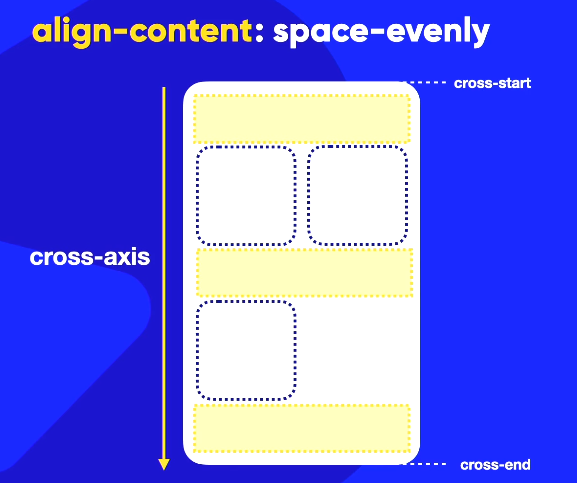 align-content: space-evenly
cross-start
cross-axis
cross-end